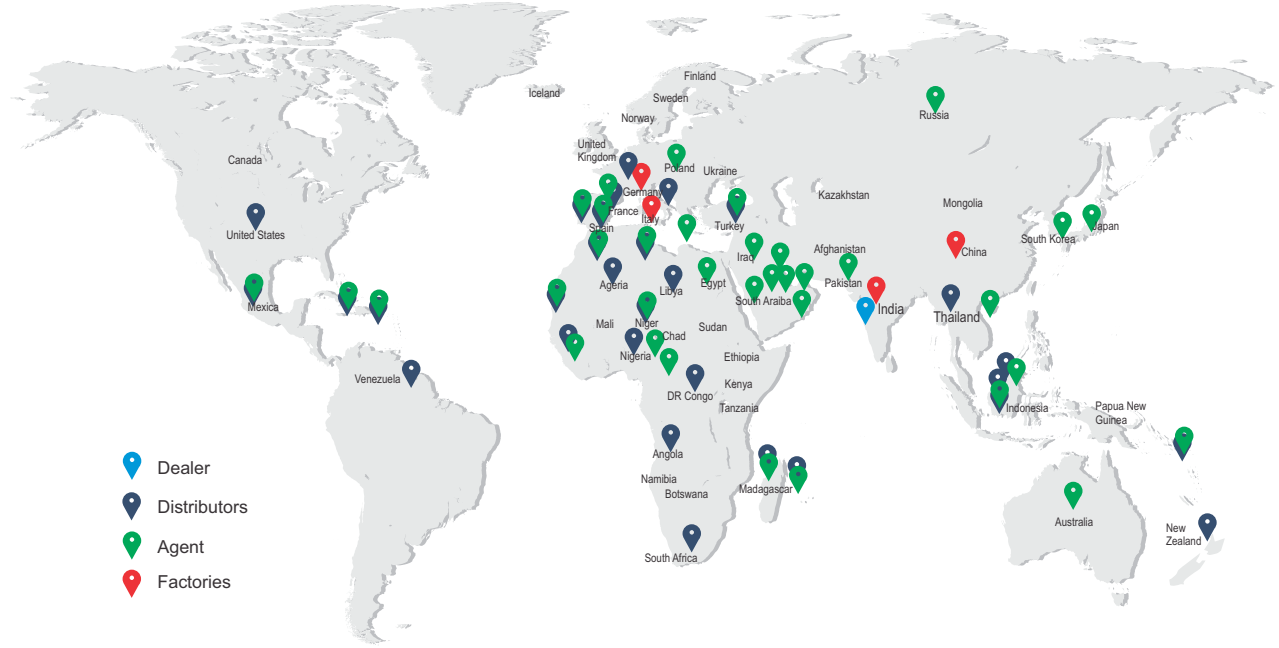 Finland
Iceland
Sweden
Norway
Russia
United
Kingdom
Canada
Poland
Ukraine
Germany
Kazakhstan
Mongolia
France
Italy
United States
Spain
Turkey
South Korea
Japan
Iraq
Afghanistan
China
Ageria
Libya
Egypt
Pakistan
Mexica
South Araiba
India
Thailand
Mali
Niger
Sudan
Chad
Nigeria
Ethiopia
Venezuela
Kenya
DR Congo
Tanzania
Indonesia
Papua New
Guinea
Angola
Dealer
Namibia
Botswana
Madagascar
Distributors
Australia
New
Zealand
Agent
South Africa
Factories